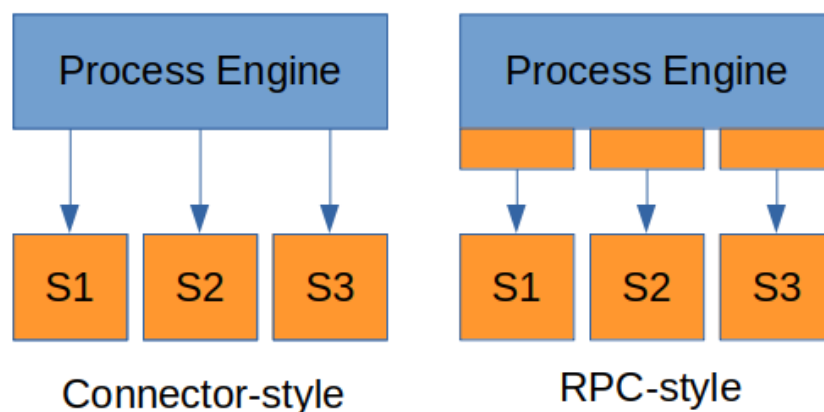 Process Engine
S1 S2 S3
Connector-style
Process Engine
S1 S2 S3
RPC-style